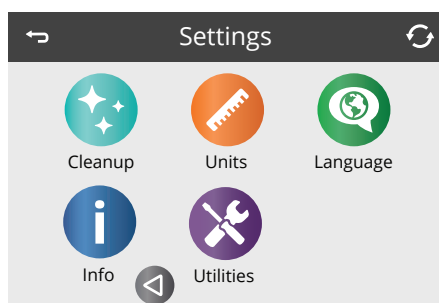 Settings
Cleanup
Units
Language
Info
Utilities